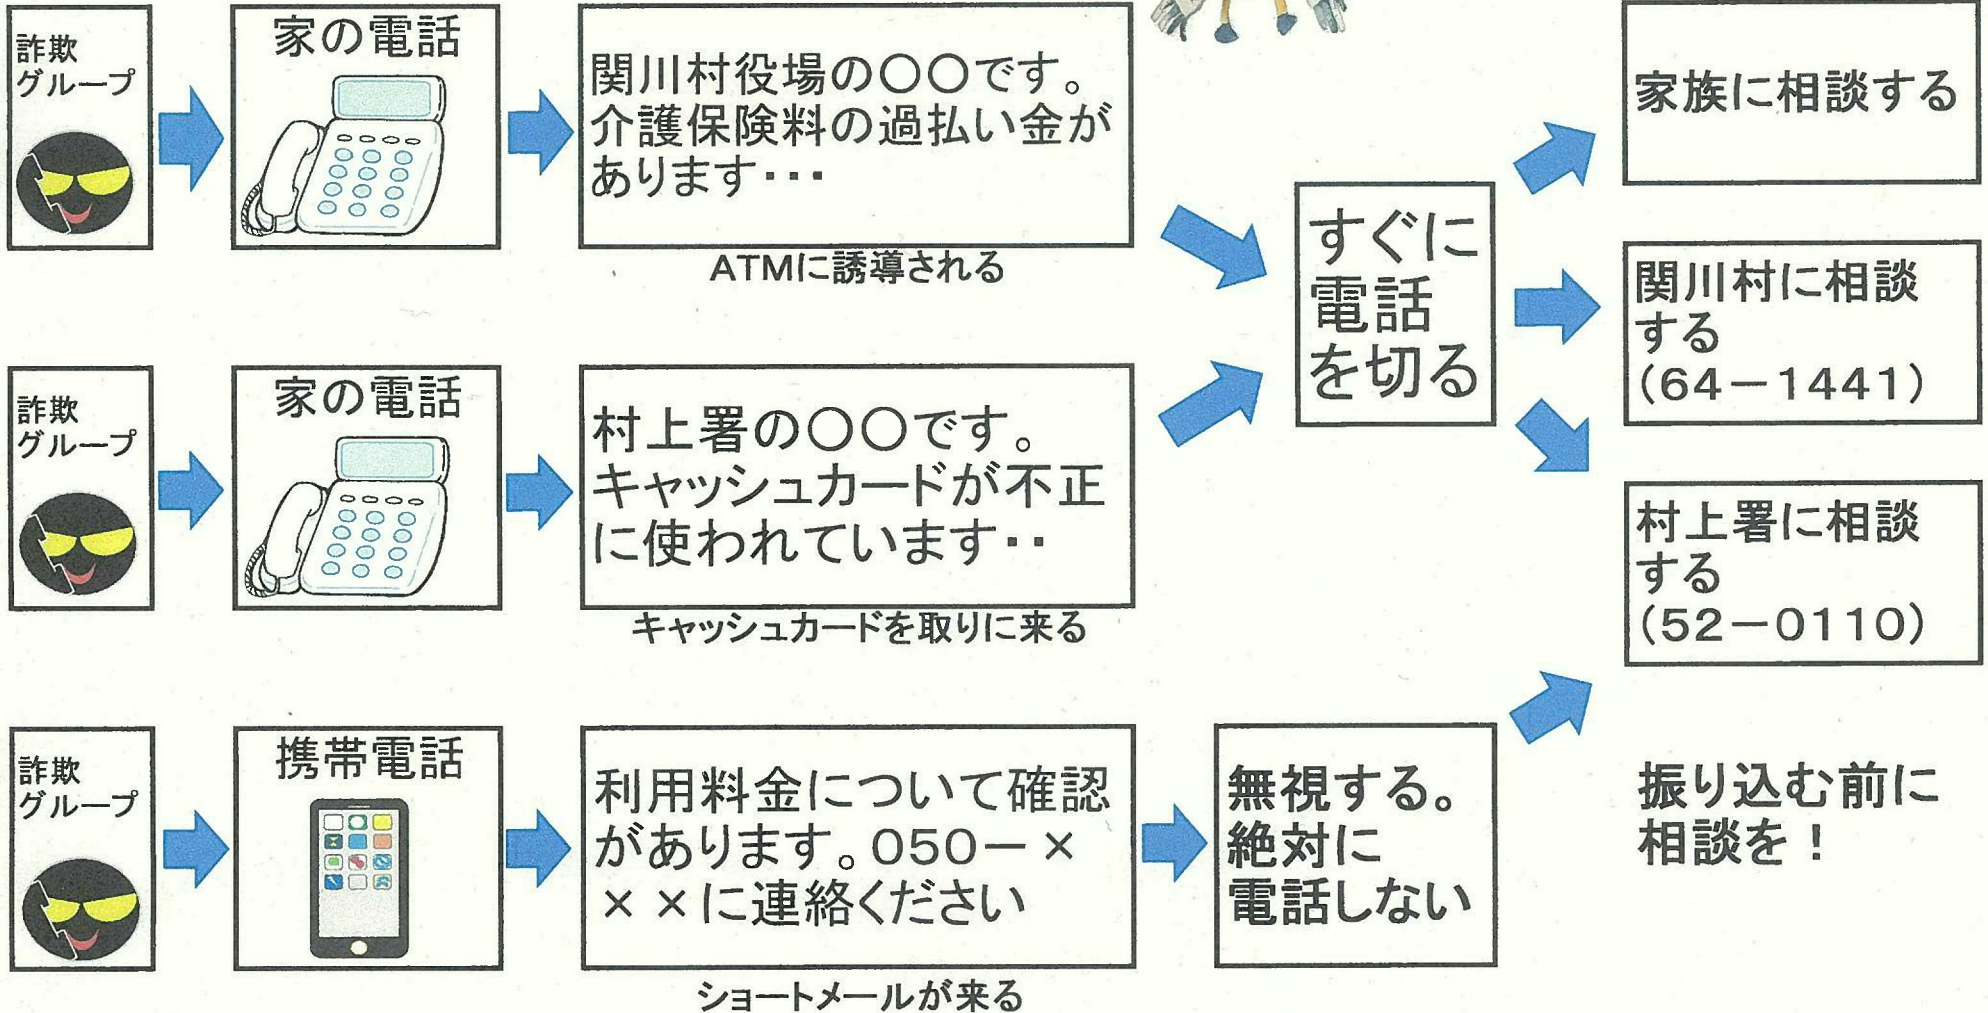 詐欺
グループ
家の電話
関川村役場の〇〇です。
介護保険料の過払い金が
あります・・・
ATMに誘導される
詐欺
グループ
家の電話
村上署の〇〇です。
キャッシュカードが不正
に使われています・・
キャッシュカードを取りに来る
すぐに
電話
を切る
家族に相談する
関川村に相談
する
(64－1441)
村上署に相談
する
(52－0110)
詐欺
グループ
携帯電話
利用料金について確認
があります。050－×
××に連絡ください
ショートメールが来る
無視する。
絶対に
電話しない
振り込む前に
相談を！